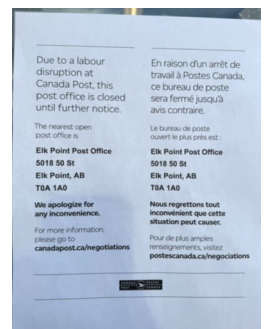 Due to a labour
disruption at
Canada Post, this
post office is closed
until further notice.
The nearest open
post office is
Elk Point Post Office
5018 50 St
Elk Point, AB
T0A 1A0
We apologize for
any inconvenience.
For more information,
please go to
canadapost.ca/negotiations
En raison d'un arrêt de
travail à Postes Canada,
ce bureau de poste
sera fermé jusqu'à
avis contraire.
Le bureau de poste
ouvert le plus près est :
Elk Point Post Office
5018 50 St
Elk Point, AB
T0A 1A0
Nous regrettons tout
inconvénient que cette
situation peut causer.
Pour de plus amples
renseignements, visitez
postescanada.ca/negociations
CANADA POST
POSTES CANADA